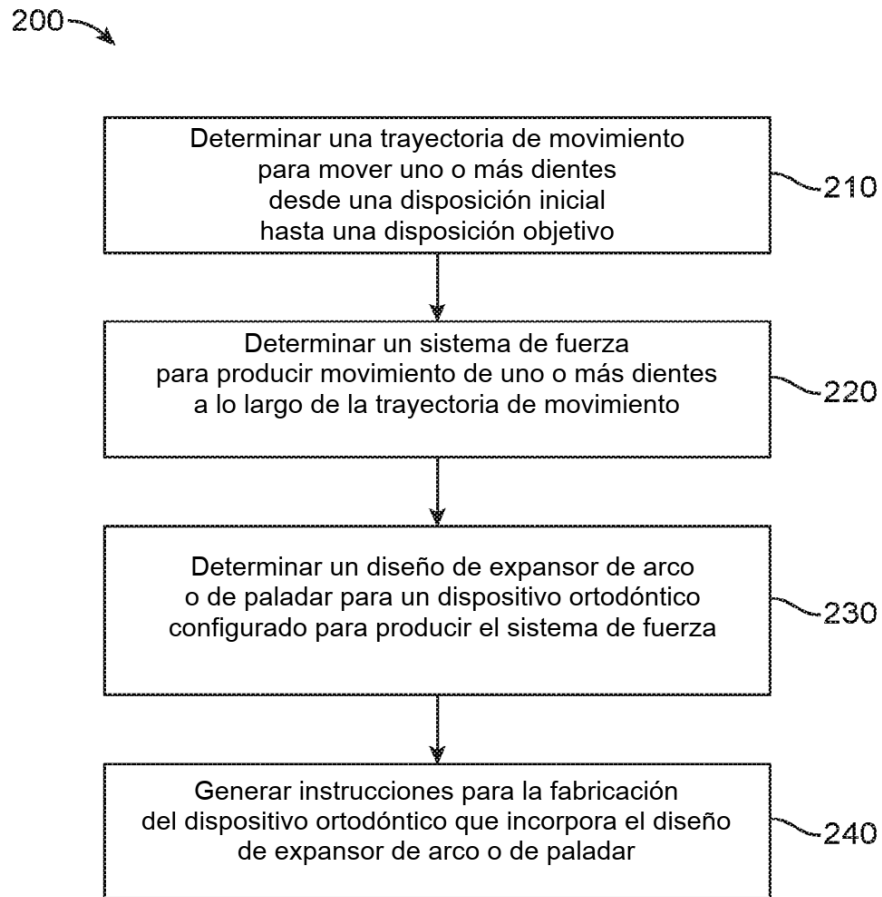 200
Determinar una trayectoria de movimiento
para mover uno o más dientes
desde una disposición inicial
hasta una disposición objetivo
210
Determinar un sistema de fuerza
para producir movimiento de uno o más dientes
a lo largo de la trayectoria de movimiento
220
Determinar un diseño de expansor de arco
o de paladar para un dispositivo ortodóntico
configurado para producir el sistema de fuerza
230
Generar instrucciones para la fabricación
del dispositivo ortodóntico que incorpora el diseño
de expansor de arco o de paladar
240